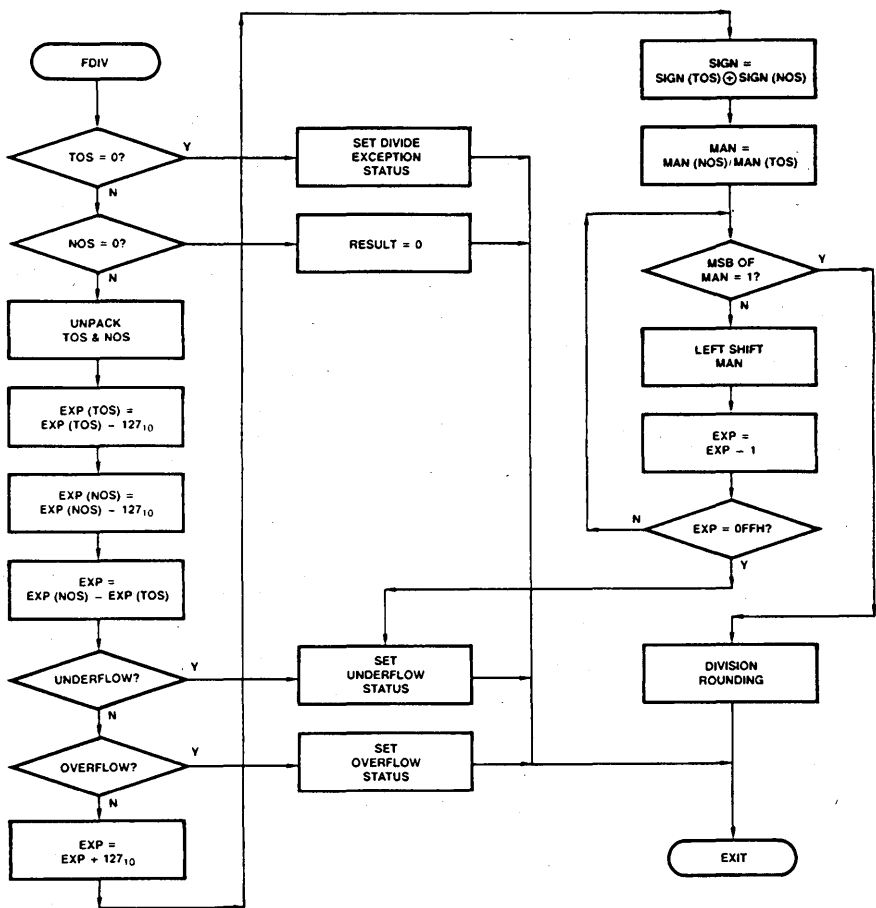 FDIV
TOS = 0?
Y
N
SET DIVIDE
EXCEPTION
STATUS
NOS = 0?
N
RESULT = 0
UNPACK
TOS & NOS
EXP (TOS) =
EXP (TOS) – 127₁₀
EXP (NOS) =
EXP (NOS) – 127₁₀
EXP =
EXP (NOS) – EXP (TOS)
UNDERFLOW?
Y
N
SET
UNDERFLOW
STATUS
OVERFLOW?
Y
N
SET
OVERFLOW
STATUS
EXP =
EXP + 127₁₀
SIGN =
SIGN (TOS) ⊕ SIGN (NOS)
MAN =
MAN (NOS)/MAN (TOS)
MSB OF
MAN = 1?
Y
N
LEFT SHIFT
MAN
EXP =
EXP – 1
EXP = 0FFH?
N
Y
DIVISION
ROUNDING
EXIT